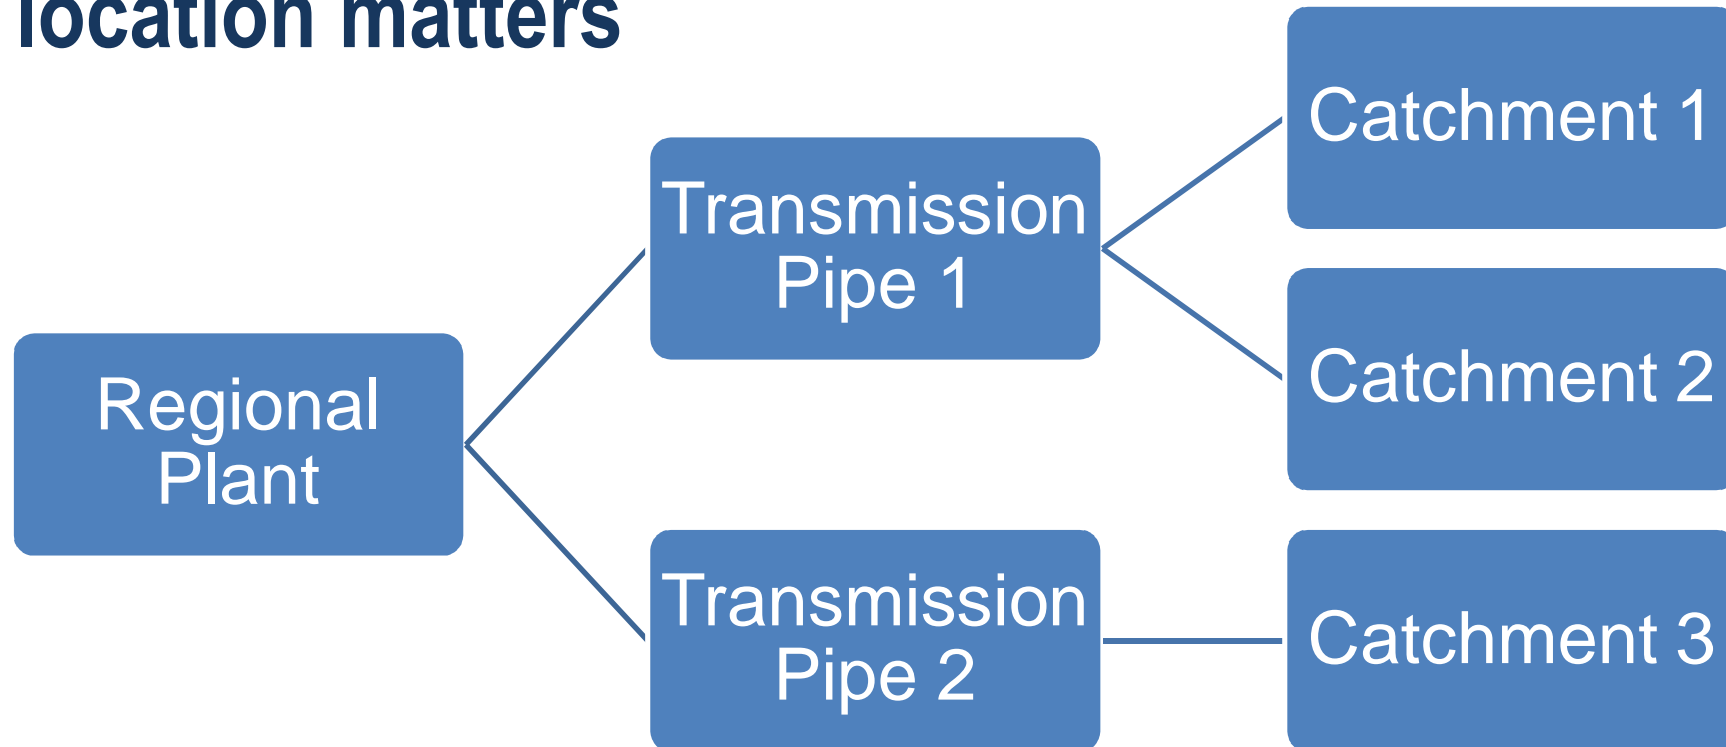 location matters
Catchment 1
Transmission
Pipe 1
Catchment 2
Regional
Plant
Transmission
Pipe 2
Catchment 3